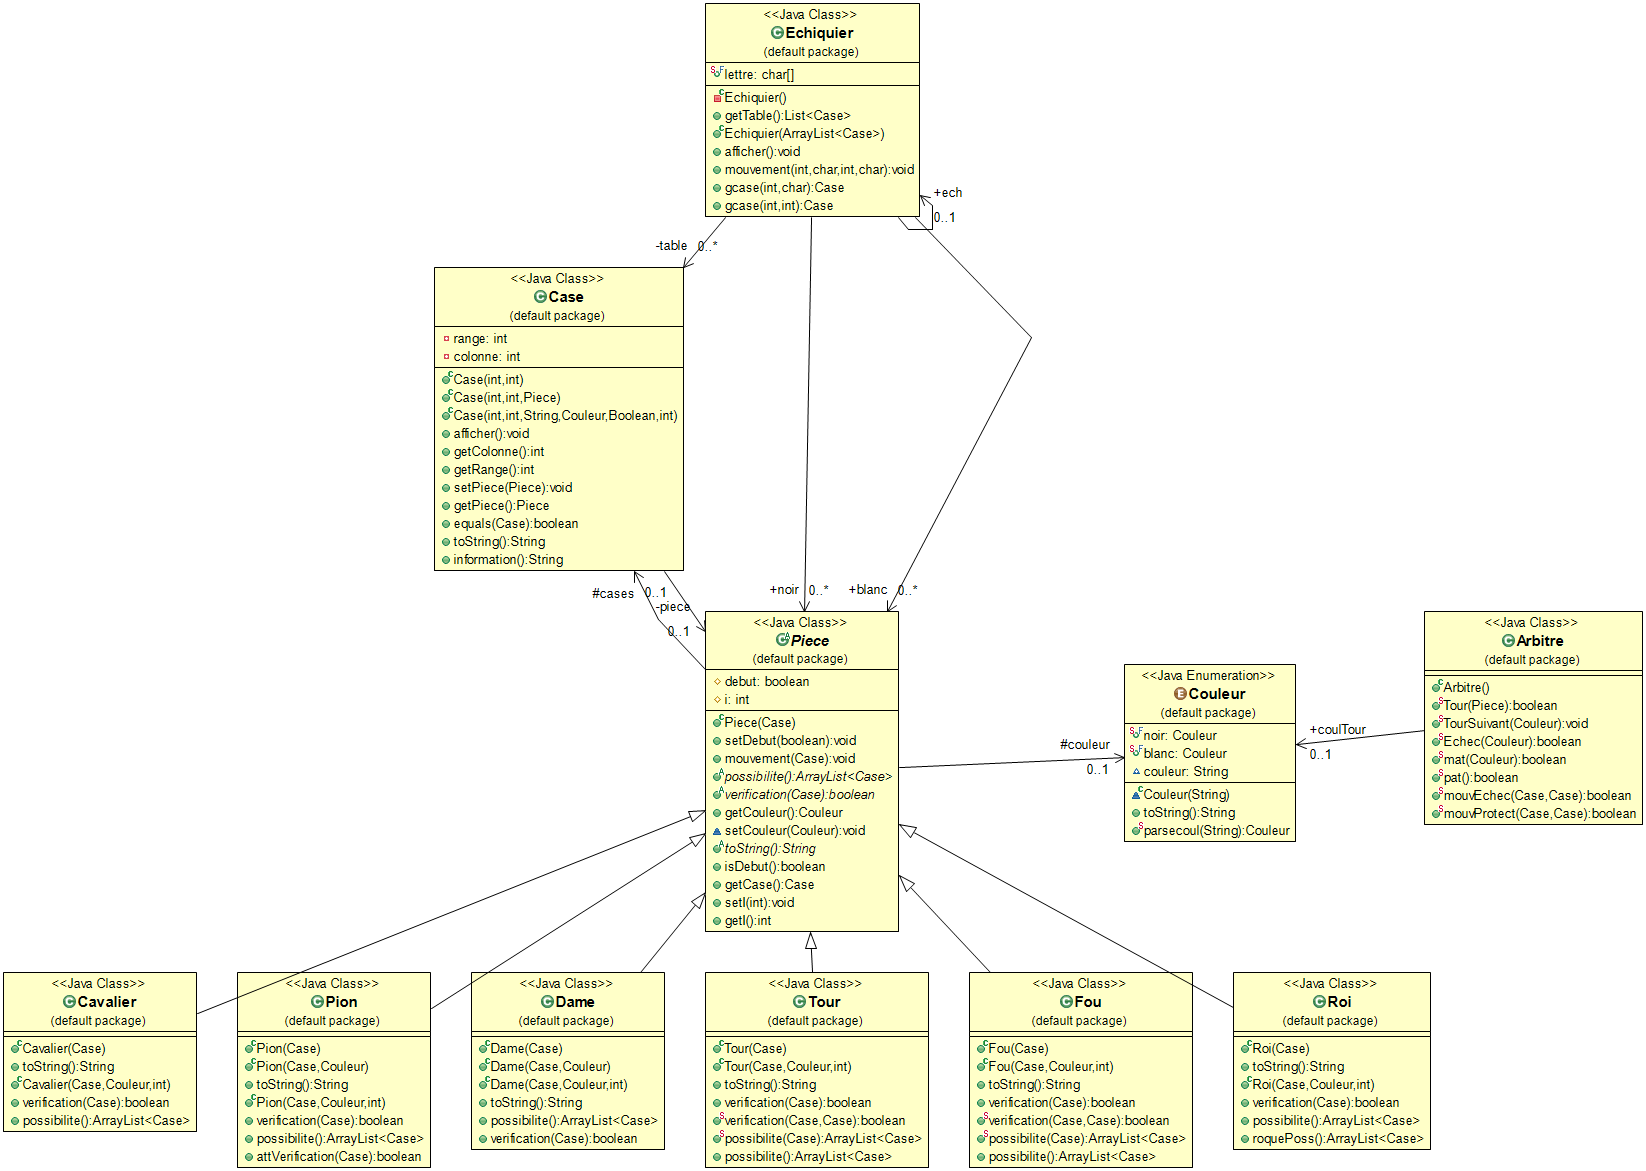 <<Java Class>>
Echiquier
(default package)
lettre: char[]
Echiquier()
getTable():List<Case>
Echiquier(ArrayList<Case>)
afficher():void
mouvement(int,char,int,char):void
gcase(int,char):Case
gcase(int,int):Case
+ech
0..1
-table 0..*
<<Java Class>>
Case
(default package)
range: int
colonne: int
Case(int,int)
Case(int,int,Piece)
Case(int,int,String,Couleur,Boolean,int)
afficher():void
getColonne():int
getRange():int
setPiece(Piece):void
getPiece():Piece
equals(Case):boolean
toString():String
information():String
#cases 0..1
-piece
0..1
+noir 0..*
+blanc 0..*
<<Java Class>>
Piece
(default package)
debut: boolean
i: int
Piece(Case)
setDebut(boolean):void
mouvement(Case):void
possibilite():ArrayList<Case>
verification(Case):boolean
getCouleur():Couleur
setCouleur(Couleur):void
toString():String
isDebut():boolean
getCase():Case
setI(int):void
getI():int
#couleur
0..1
<<Java Enumeration>>
Couleur
(default package)
noir: Couleur
blanc: Couleur
couleur: String
Couleur(String)
toString():String
parsecoul(String):Couleur
+coulTour
0..1
<<Java Class>>
Arbitre
(default package)
Arbitre()
Tour(Piece):boolean
TourSuivant(Couleur):void
Echec(Couleur):boolean
mat(Couleur):boolean
pat():boolean
mouvEchec(Case,Case):boolean
mouvProtect(Case,Case):boolean
<<Java Class>>
Cavalier
(default package)
Cavalier(Case)
toString():String
Cavalier(Case,Couleur,int)
verification(Case):boolean
possibilite():ArrayList<Case>
<<Java Class>>
Pion
(default package)
Pion(Case)
Pion(Case,Couleur)
toString():String
Pion(Case,Couleur,int)
verification(Case):boolean
possibilite():ArrayList<Case>
attVerification(Case):boolean
<<Java Class>>
Dame
(default package)
Dame(Case)
Dame(Case,Couleur)
Dame(Case,Couleur,int)
toString():String
possibilite():ArrayList<Case>
verification(Case):boolean
<<Java Class>>
Tour
(default package)
Tour(Case)
Tour(Case,Couleur,int)
toString():String
verification(Case):boolean
verification(Case,Case):boolean
possibilite(Case):ArrayList<Case>
possibilite():ArrayList<Case>
<<Java Class>>
Fou
(default package)
Fou(Case)
Fou(Case,Couleur,int)
toString():String
verification(Case):boolean
verification(Case,Case):boolean
possibilite(Case):ArrayList<Case>
possibilite():ArrayList<Case>
<<Java Class>>
Roi
(default package)
Roi(Case)
toString():String
Roi(Case,Couleur,int)
verification(Case):boolean
possibilite():ArrayList<Case>
roquePoss():ArrayList<Case>